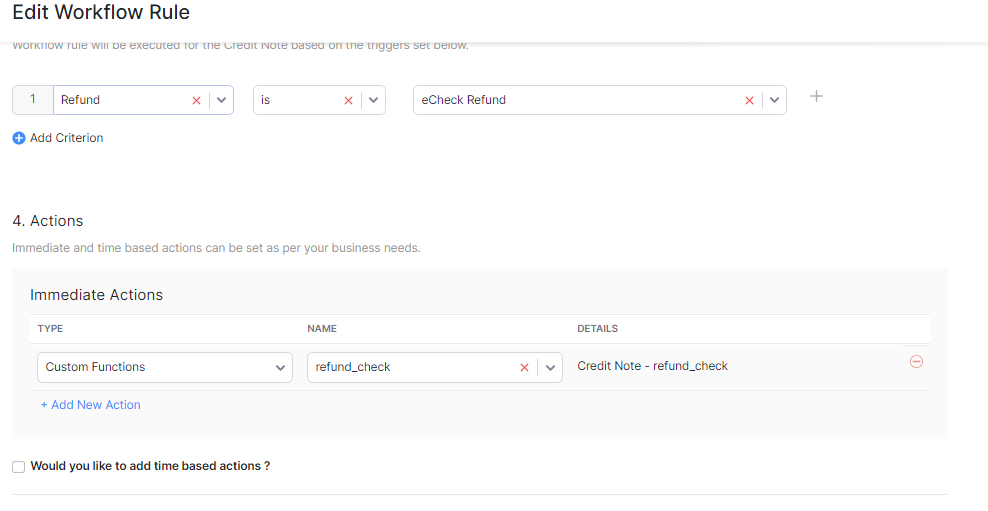 Edit Workflow Rule
Workflow rule will be executed for the Credit Note based on the triggers set below.
1 Refund is eCheck Refund
Add Criterion
4. Actions
Immediate and time based actions can be set as per your business needs.
Immediate Actions
TYPE NAME DETAILS
Custom Functions refund_check Credit Note - refund_check
+ Add New Action
Would you like to add time based actions ?